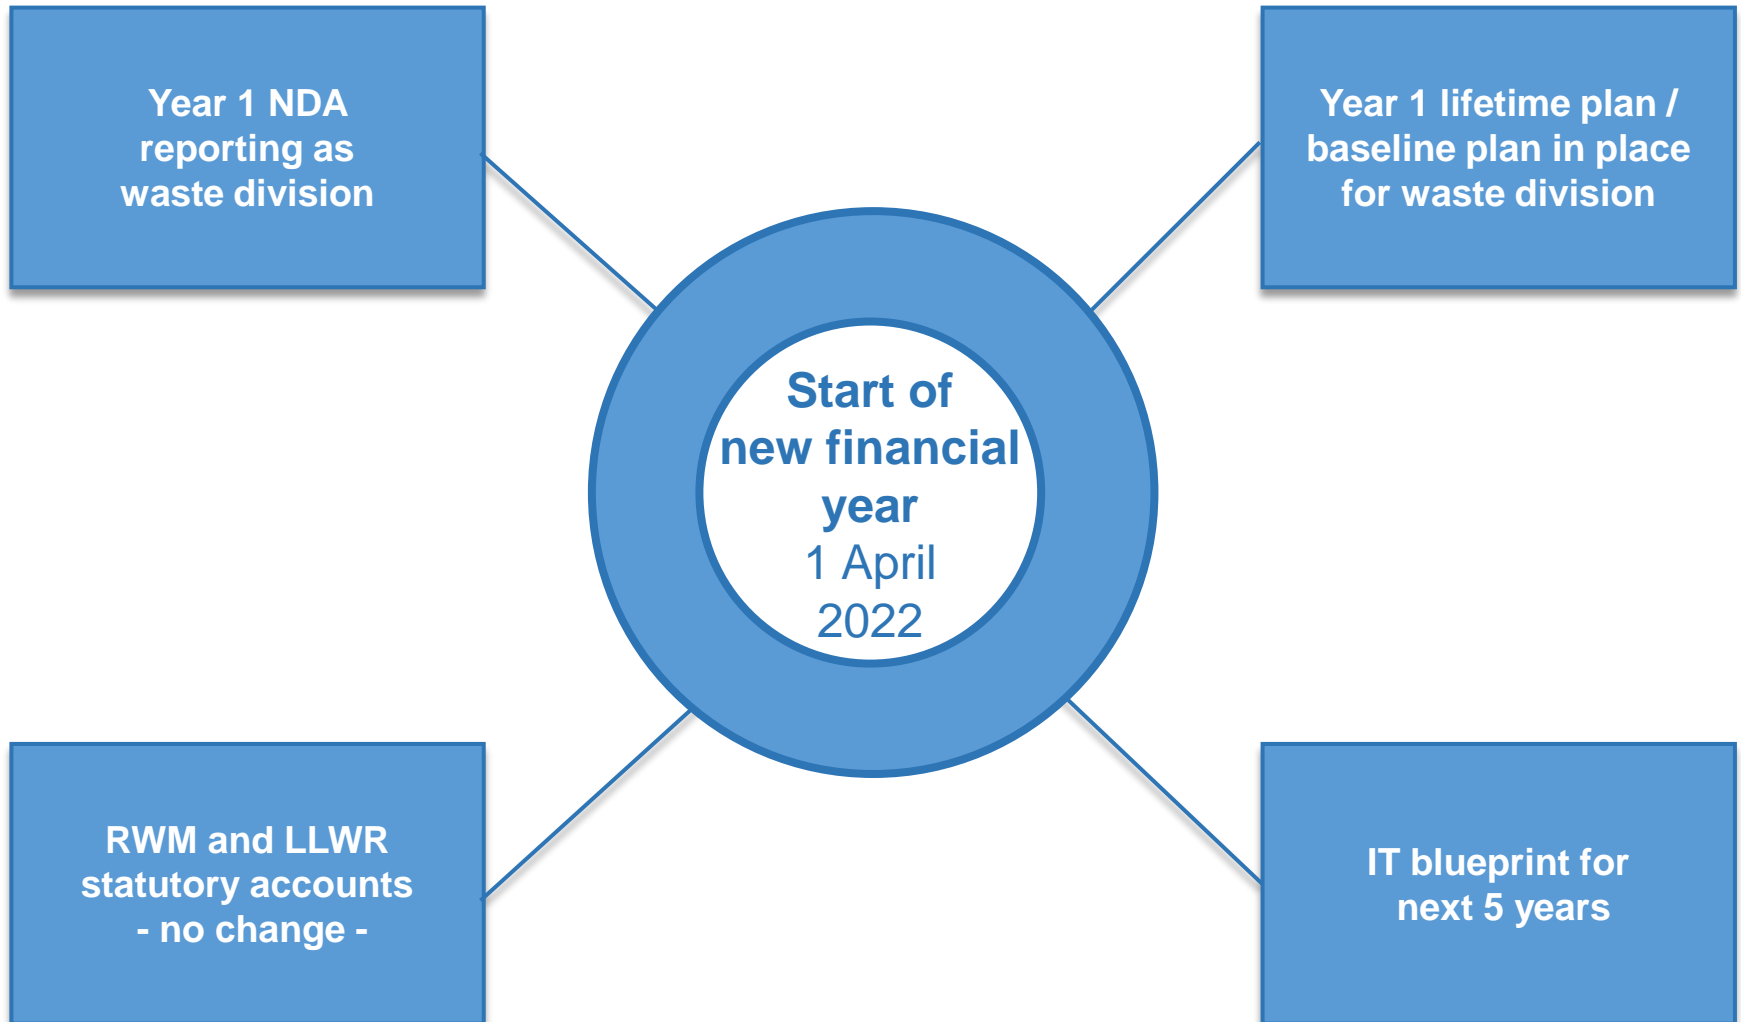 Year 1 NDA
reporting as
waste division
Year 1 lifetime plan /
baseline plan in place
for waste division
Start of
new financial
year
1 April
2022
RWM and LLWR
statutory accounts
- no change -
IT blueprint for
next 5 years